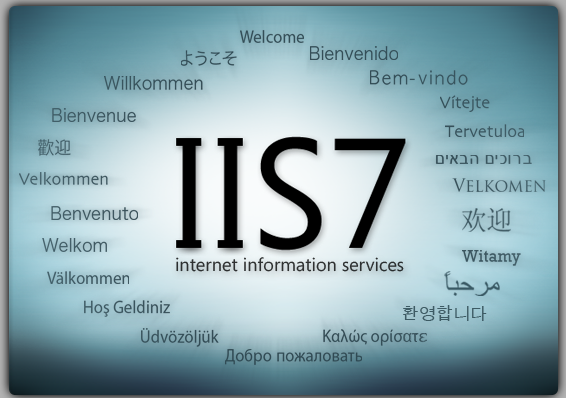 Welcome
ようこそ
Bienvenido
Willkommen
Bem-vindo
Vítejte
Bienvenue
Tervetuloa
歡迎
ברוכים הבאים
Velkommen
VELKOMEN
IIS7
internet information services
Benvenuto
欢迎
Welkom
Witamy
Välkommen
مرحباً
Hoş Geldiniz
환영합니다
Üdvözöljük
Καλώς ορίσατε
Добро пожаловать